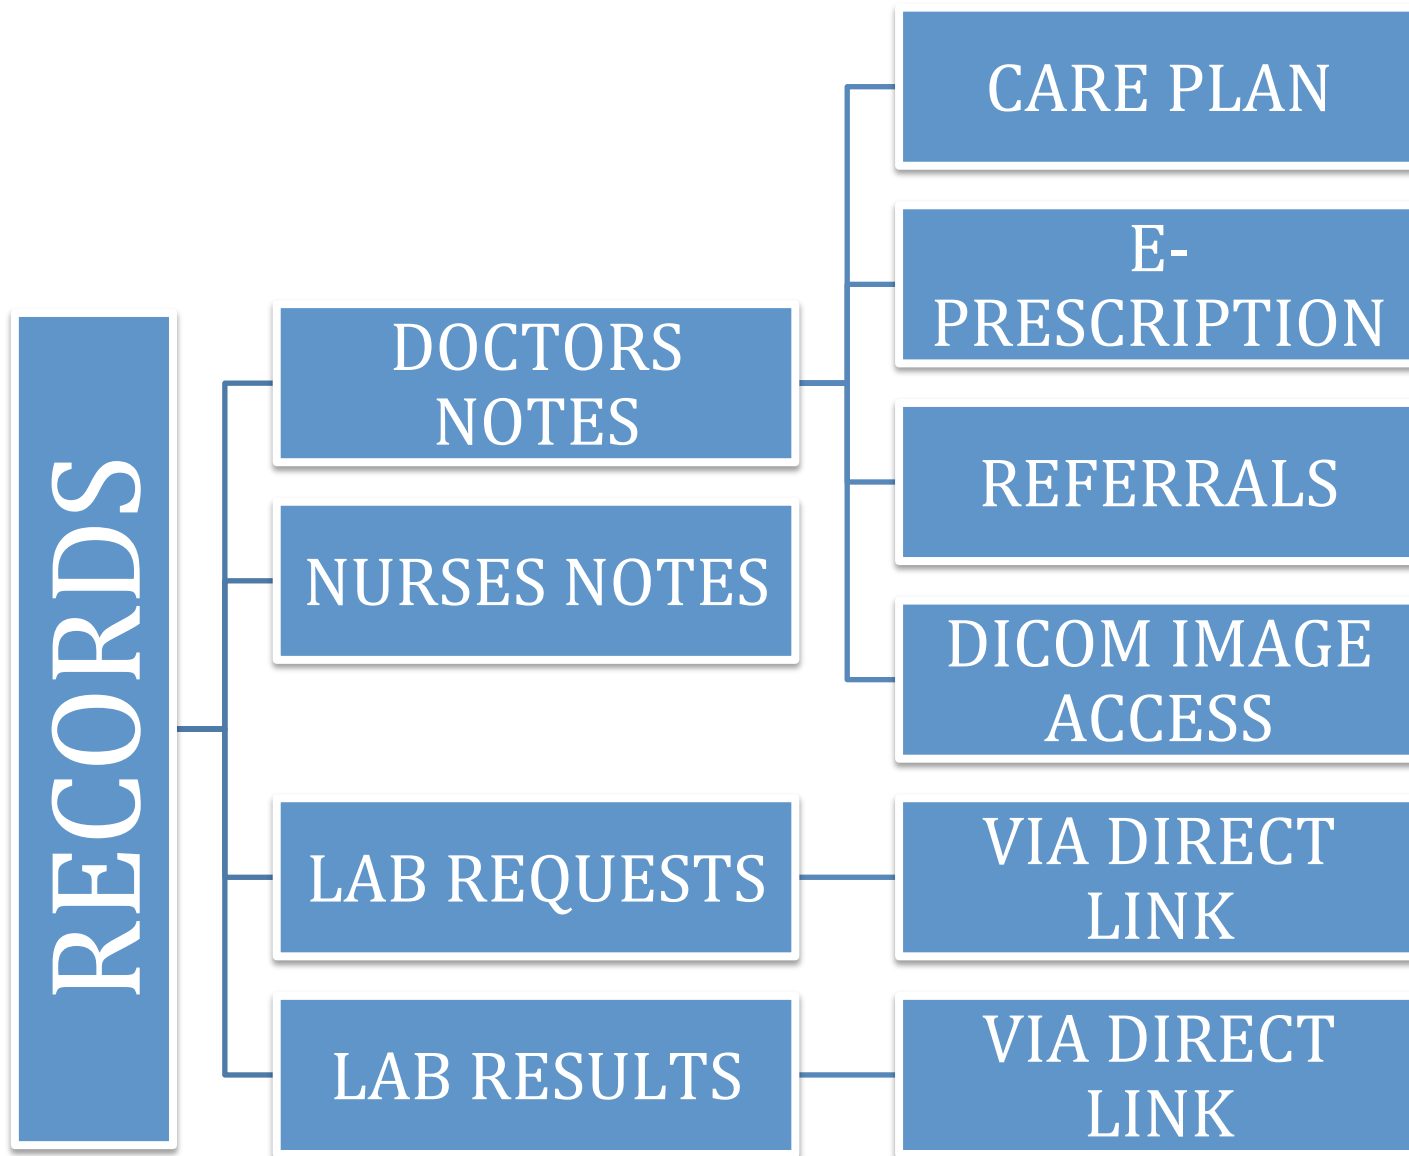 RECORDS
DOCTORS
NOTES
CARE PLAN
E-
PRESCRIPTION
REFERRALS
DICOM IMAGE
ACCESS
NURSES NOTES
LAB REQUESTS
VIA DIRECT
LINK
LAB RESULTS
VIA DIRECT
LINK